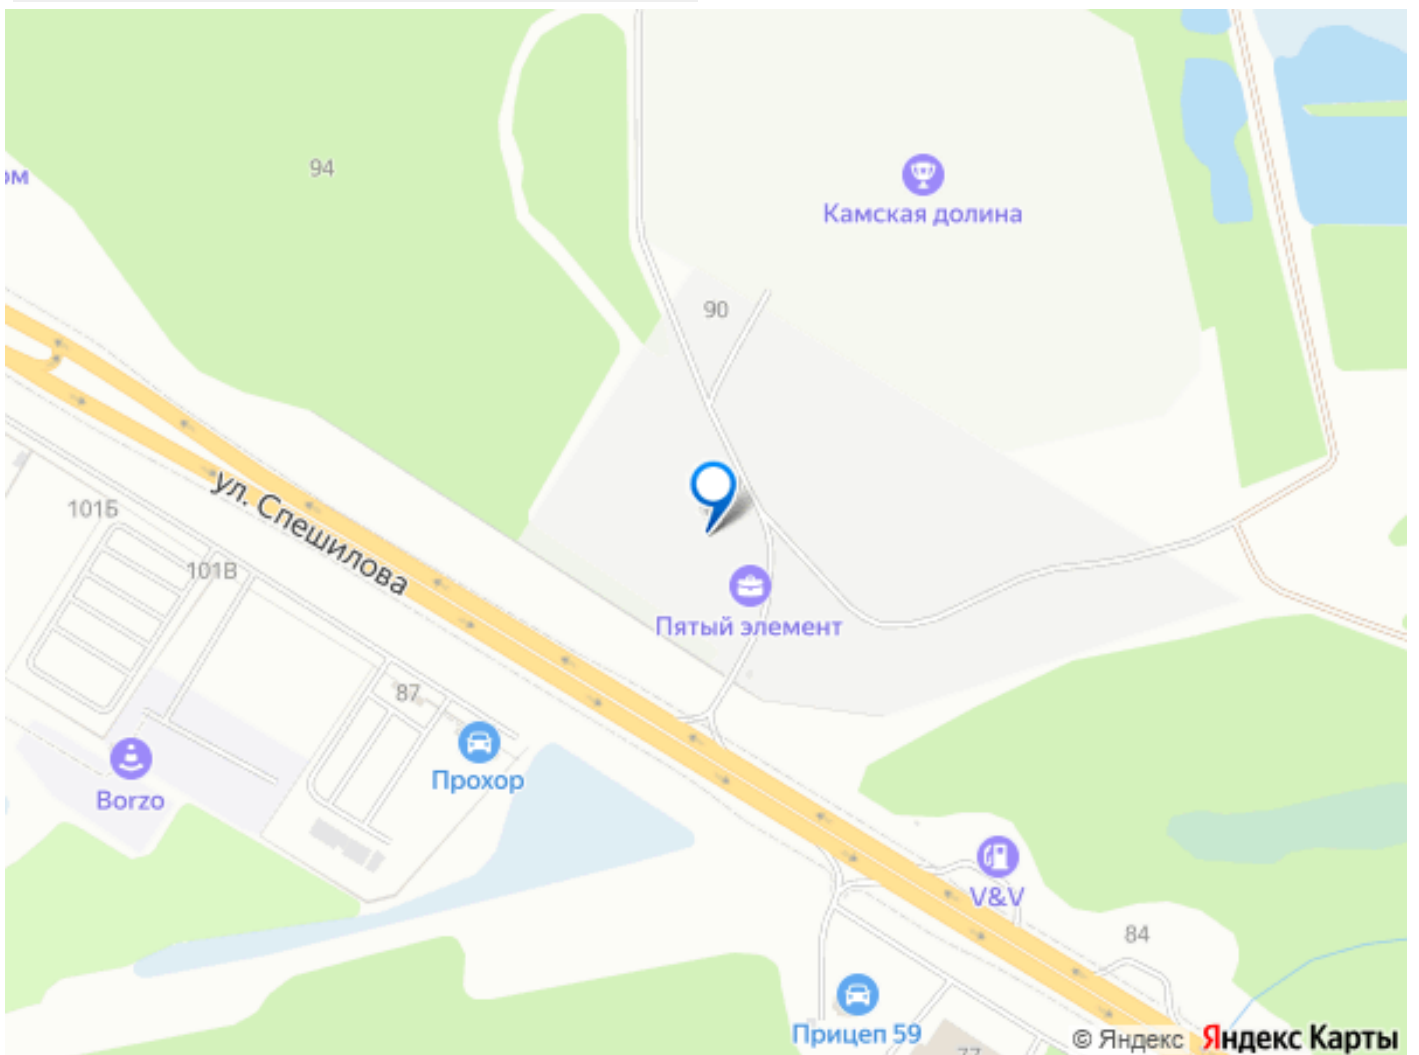 94
ом
Камская долина
90
ул. Спешилова
101Б
101В
Пятый элемент
87
Прохор
Borzo
V&V
84
Прицеп 59
77
© Яндекс Яндекс Карты